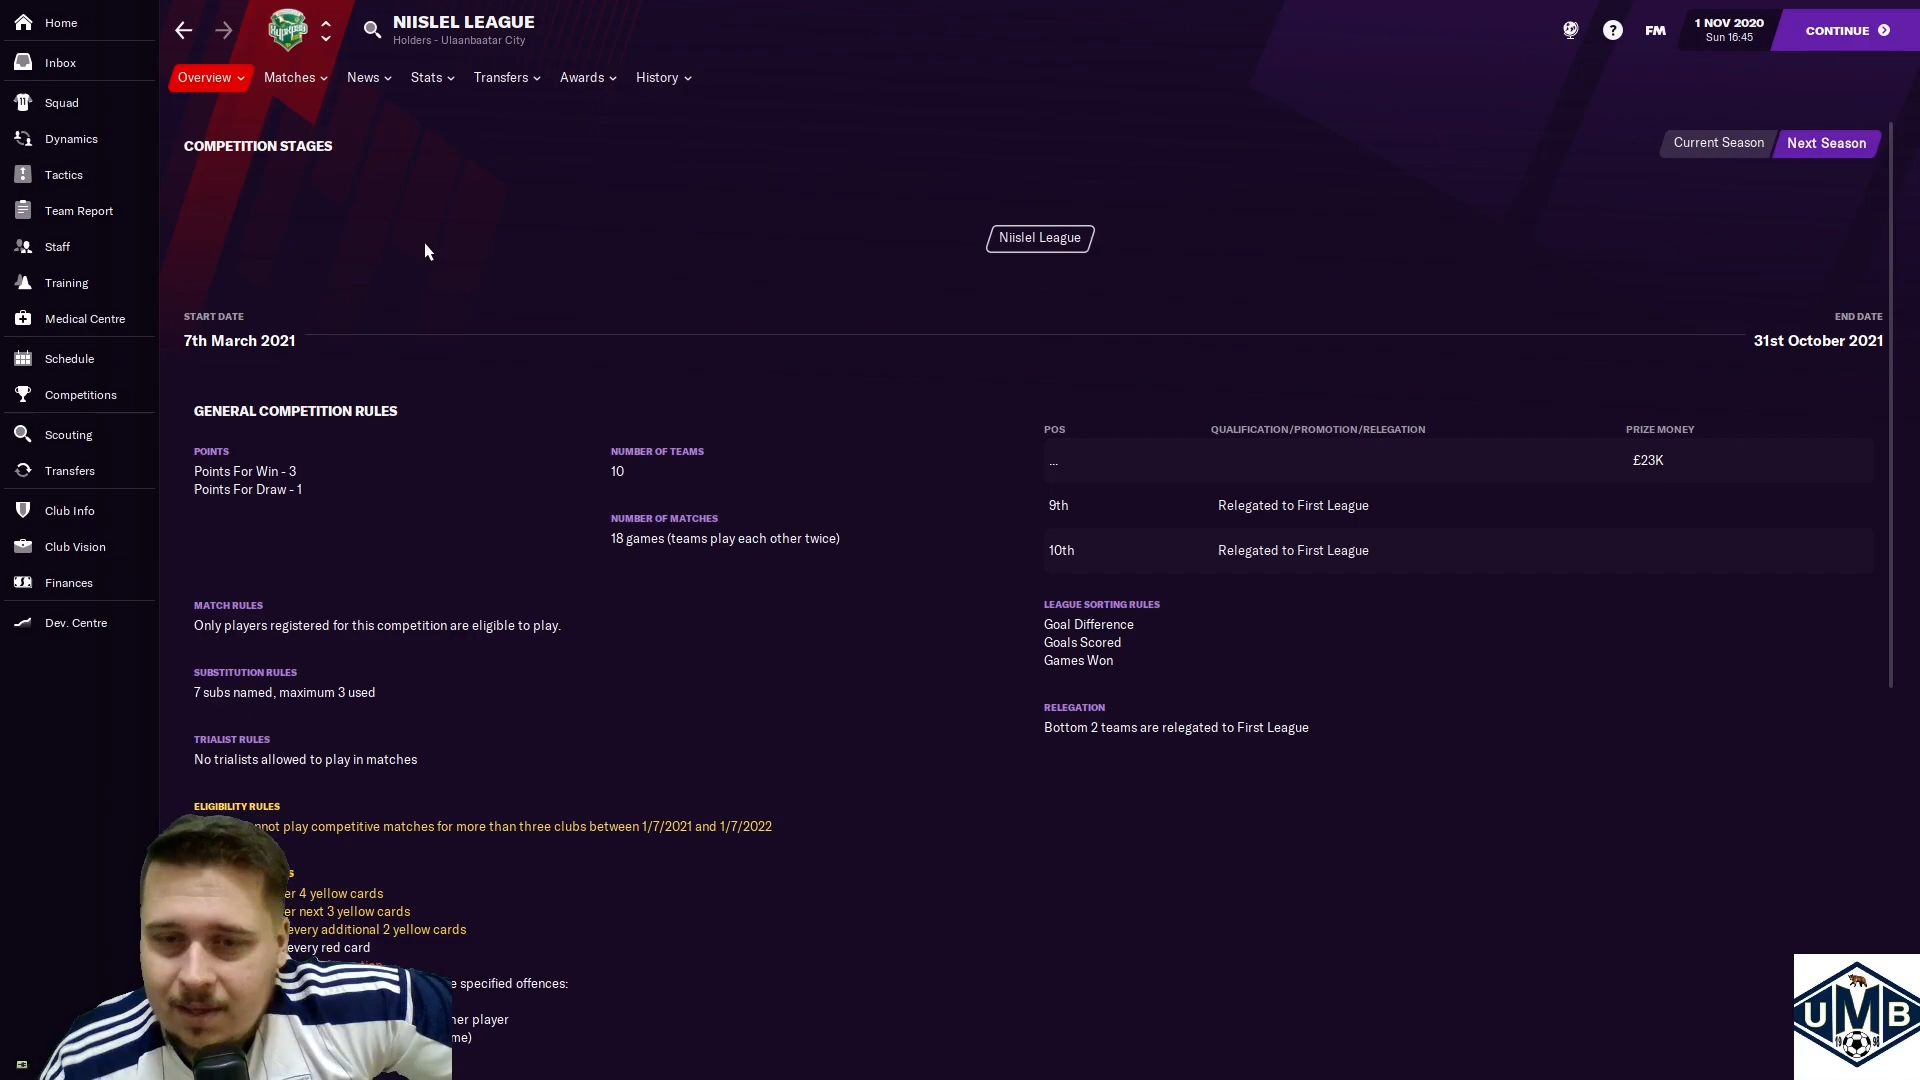 Home
Inbox
Squad
Dynamics
Tactics
Team Report
Staff
Training
Medical Centre
Schedule
Competitions
Scouting
Transfers
Club Info
Club Vision
Finances
Dev. Centre
NIISLEL LEAGUE
Holders - Ulaanbaatar City
FM
1 NOV 2020
Sun 16:45
CONTINUE
Overview
Matches
News
Stats
Transfers
Awards
History
COMPETITION STAGES
Current Season
Next Season
Niislel League
START DATE
7th March 2021
END DATE
31st October 2021
GENERAL COMPETITION RULES
POINTS
Points For Win - 3
Points For Draw - 1
NUMBER OF TEAMS
10
NUMBER OF MATCHES
18 games (teams play each other twice)
MATCH RULES
Only players registered for this competition are eligible to play.
SUBSTITUTION RULES
7 subs named, maximum 3 used
TRIALIST RULES
No trialists allowed to play in matches
ELIGIBILITY RULES
play competitive matches for more than three clubs between 1/7/2021 and 1/7/2022
4 yellow cards
next 3 yellow cards
every additional 2 yellow cards
every red card
specified offences:
player
POS QUALIFICATION/PROMOTION/RELEGATION PRIZE MONEY
... £23K
9th Relegated to First League
10th Relegated to First League
LEAGUE SORTING RULES
Goal Difference
Goals Scored
Games Won
RELEGATION
Bottom 2 teams are relegated to First League
UMB
19 98